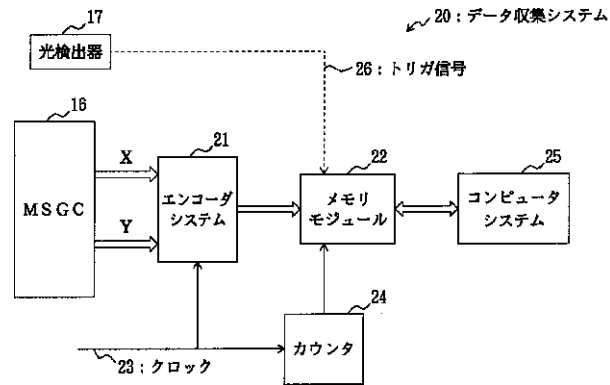 20：データ収集システム
17
光検出器
26：トリガ信号
16
MSGC
X
Y
21
エンコーダ
システム
22
メモリ
モジュール
25
コンピュータ
システム
24
カウンタ
23：クロック